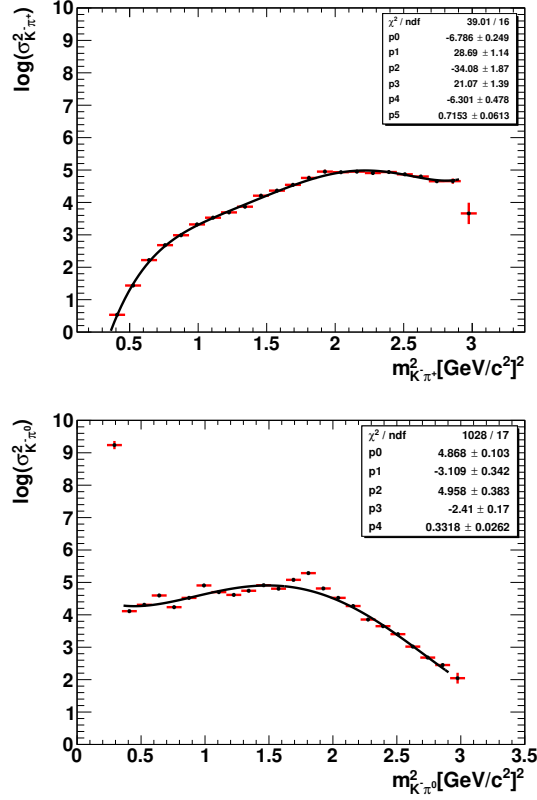 log(σ²K⁻π⁺)
10
9
8
7
6
5
4
3
2
1
0
χ² / ndf 39.01 / 16
p0 -6.786 ± 0.249
p1 28.69 ± 1.14
p2 -34.08 ± 1.87
p3 21.07 ± 1.39
p4 -6.301 ± 0.478
p5 0.7153 ± 0.0613
0.5 1 1.5 2 2.5 3
m²K⁻π⁺[GeV/c²]²
log(σ²K⁻π⁰)
10
9
8
7
6
5
4
3
2
1
0
χ² / ndf 1028 / 17
p0 4.868 ± 0.103
p1 -3.109 ± 0.342
p2 4.958 ± 0.383
p3 -2.41 ± 0.17
p4 0.3318 ± 0.0262
0 0.5 1 1.5 2 2.5 3 3.5
m²K⁻π⁰[GeV/c²]²